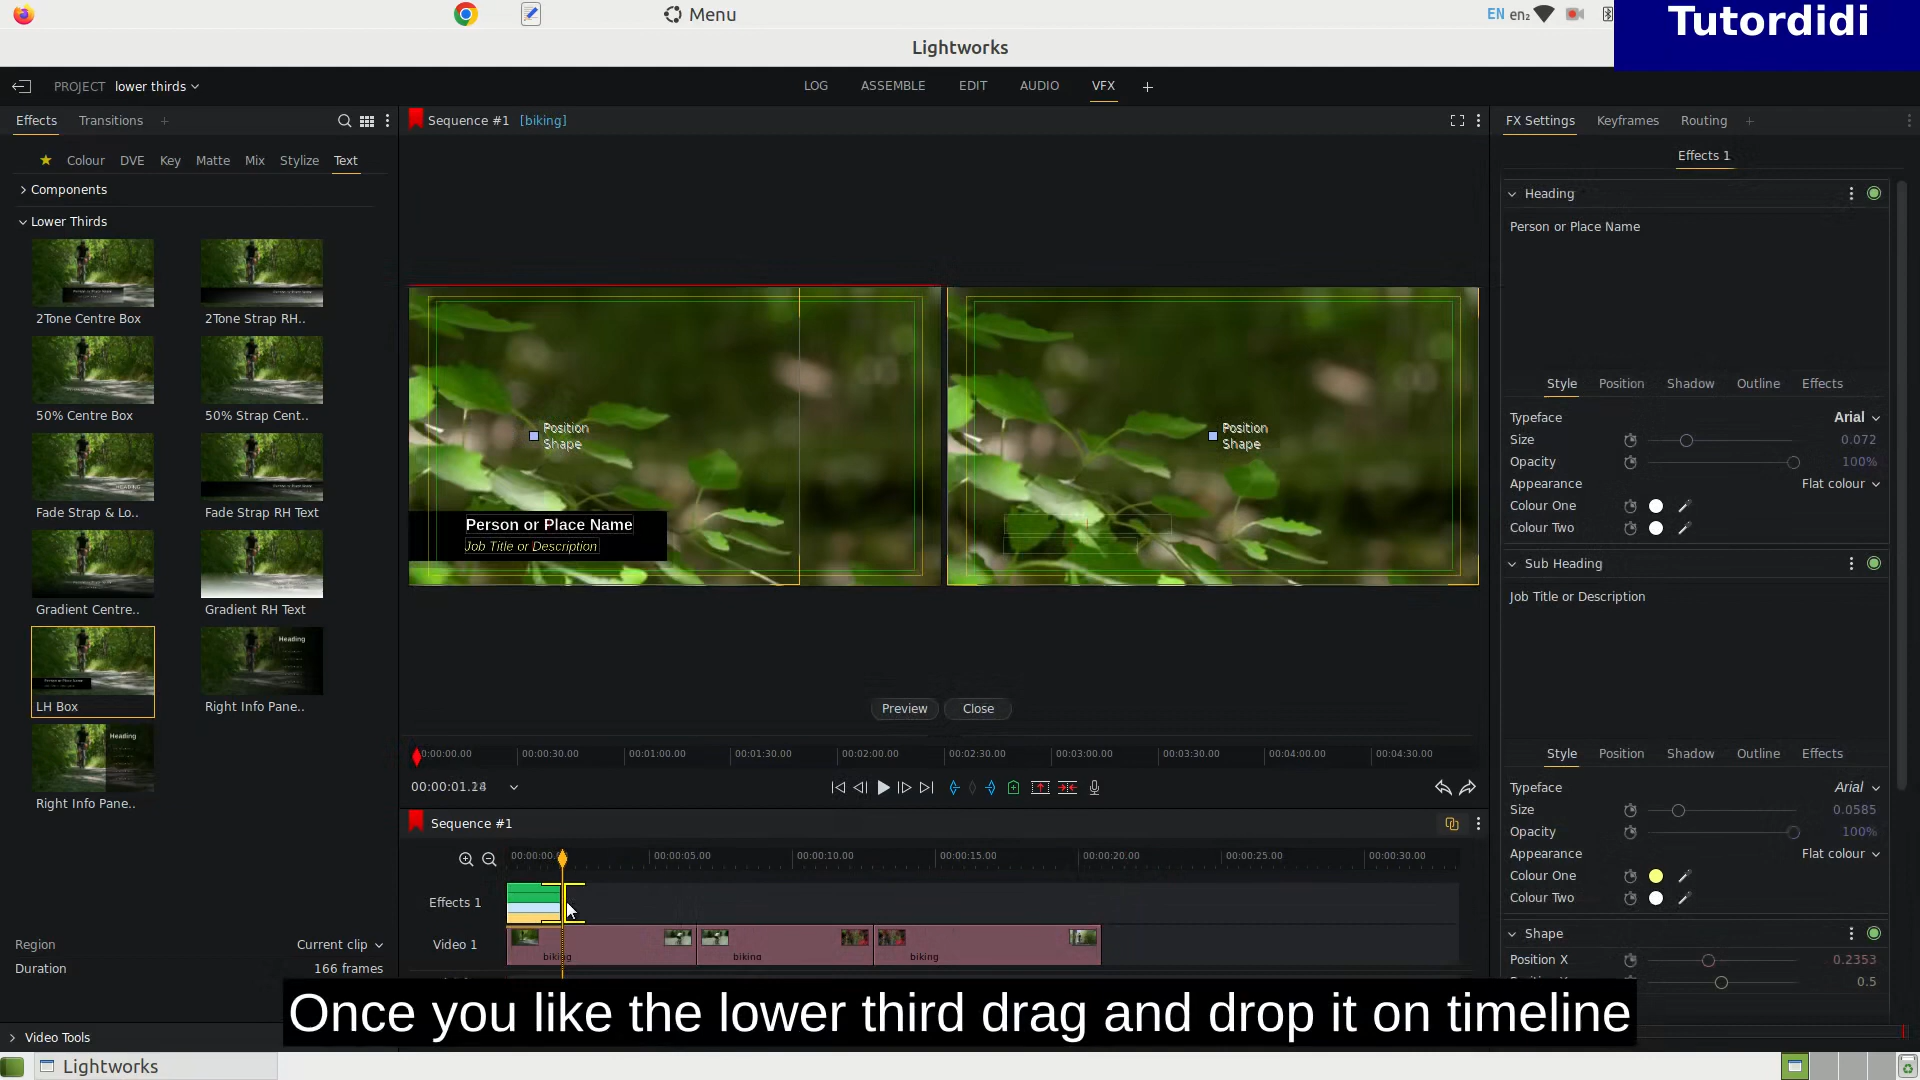 Menu
EN en2
Tutordidi
Lightworks
PROJECT lower thirds
LOG ASSEMBLE EDIT AUDIO VFX +
Effects Transitions +
Sequence #1 [biking]
FX Settings Keyframes Routing +
Colour DVE Key Matte Mix Stylize Text
Effects 1
Components
Lower Thirds
Heading
Person or Place Name
2Tone Centre Box
2Tone Strap RH..
50% Centre Box
50% Strap Cent..
Fade Strap & Lo..
Fade Strap RH Text
Gradient Centre..
Gradient RH Text
LH Box
Heading
Right Info Pane..
Heading
Right Info Pane..
Position
Shape
Person or Place Name
Job Title or Description
Position
Shape
Preview Close
Style Position Shadow Outline Effects
Typeface Arial
Size 0.072
Opacity 100%
Appearance Flat colour
Colour One
Colour Two
Sub Heading
Job Title or Description
Style Position Shadow Outline Effects
Typeface Arial
Size 0.0585
Opacity 100%
Appearance Flat colour
Colour One
Colour Two
Shape
Position X 0.2353
0.5
0:00:00.00 00:00:30.00 00:01:00.00 00:01:30.00 00:02:00.00 00:02:30.00 00:03:00.00 00:03:30.00 00:04:00.00 00:04:30.00
Sequence #1
00:00:05.00 00:00:10.00 00:00:15.00 00:00:20.00 00:00:25.00 00:00:30.00
Effects 1
Video 1
biking biking biking
Region Current clip
Duration 166 frames
Video Tools
Once you like the lower third drag and drop it on timeline
Lightworks